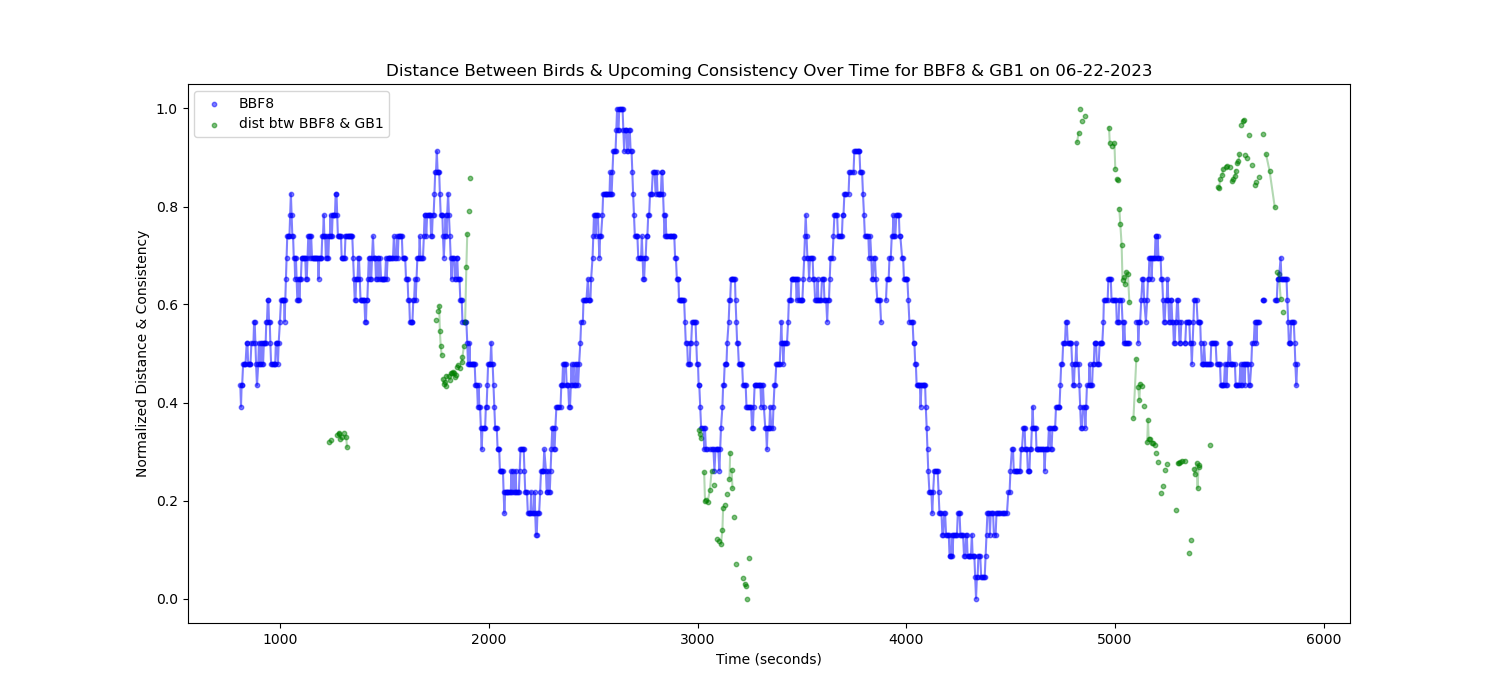 Distance Between Birds & Upcoming Consistency Over Time for BBF8 & GB1 on 06-22-2023
BBF8
dist btw BBF8 & GB1
Normalized Distance & Consistency
1.0
0.8
0.6
0.4
0.2
0.0
1000 2000 3000 4000 5000 6000
Time (seconds)